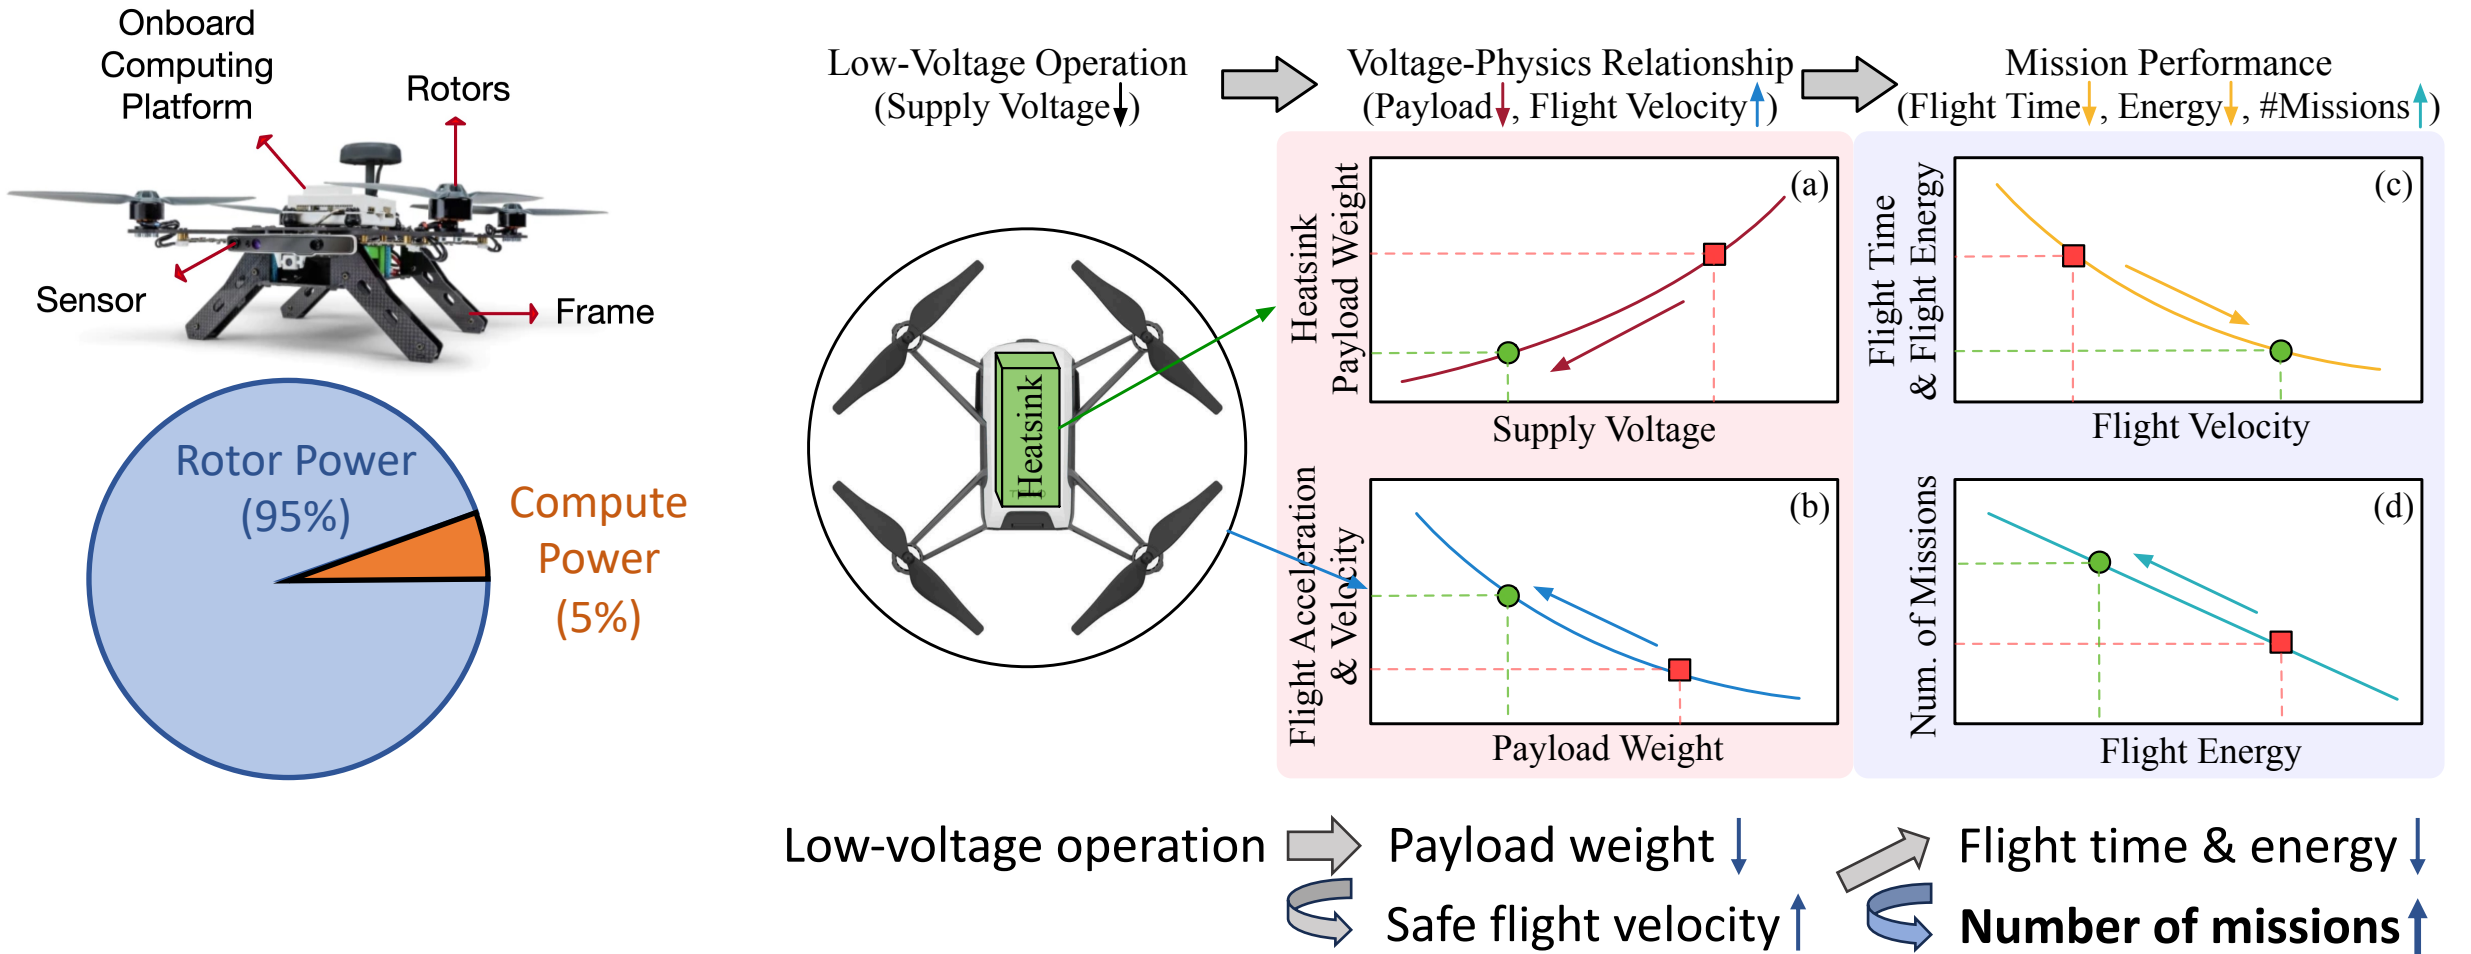 Onboard
Computing
Platform
Rotors
Sensor
Frame
Rotor Power
(95%)
Compute
Power
(5%)
Low-Voltage Operation
(Supply Voltage↓)
Voltage-Physics Relationship
(Payload↓, Flight Velocity↑)
Mission Performance
(Flight Time↓, Energy↓, #Missions↑)
Heatsink
Heatsink
Payload Weight
(a)
Supply Voltage
Flight Acceleration
& Velocity
(b)
Payload Weight
Flight Time
& Flight Energy
(c)
Flight Velocity
Num. of Missions
(d)
Flight Energy
Low-voltage operation
Payload weight↓
Safe flight velocity↑
Flight time & energy↓
Number of missions↑